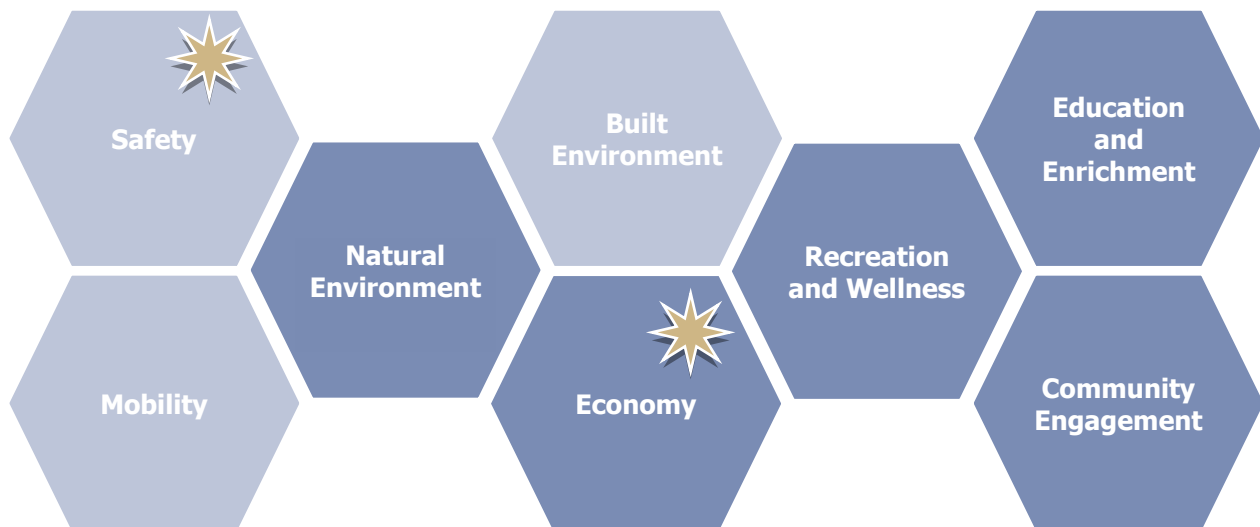 Safety
Mobility
Natural
Environment
Built
Environment
Economy
Recreation
and Wellness
Education
and
Enrichment
Community
Engagement